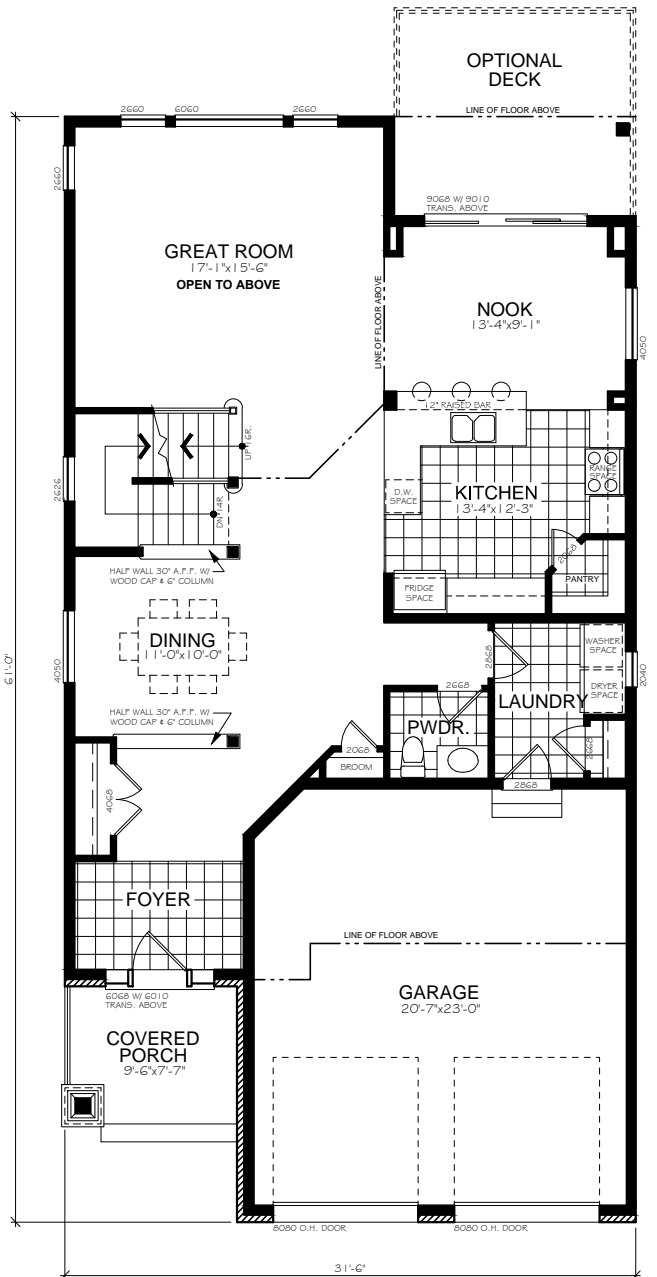 OPTIONAL
DECK
LINE OF FLOOR ABOVE
2660
6060
2660
2660
9068 W/ 9010
TRANS. ABOVE
GREAT ROOM
17'-1"x15'-6"
OPEN TO ABOVE
LINE OF FLOOR ABOVE
NOOK
13'-4"x9'-1"
4050
12" RAISED BAR
UP 16R.
2626
DN 14R.
D.W.
SPACE
KITCHEN
13'-4"x12'-3"
RANGE
SPACE
2068
PANTRY
FRIDGE
SPACE
HALF WALL 30" A.F.F. W/
WOOD CAP & 6" COLUMN
4050
DINING
11'-0"x10'-0"
WASHER
SPACE
DRYER
SPACE
2040
2868
LAUNDRY
2668
PWDR.
2668
61'-0"
HALF WALL 30" A.F.F. W/
WOOD CAP & 6" COLUMN
2068
BROOM
2868
4068
FOYER
LINE OF FLOOR ABOVE
6068 W/ 6010
TRANS. ABOVE
GARAGE
20'-7"x23'-0"
COVERED
PORCH
9'-6"x7'-7"
8080 O.H. DOOR
8080 O.H. DOOR
31'-6"